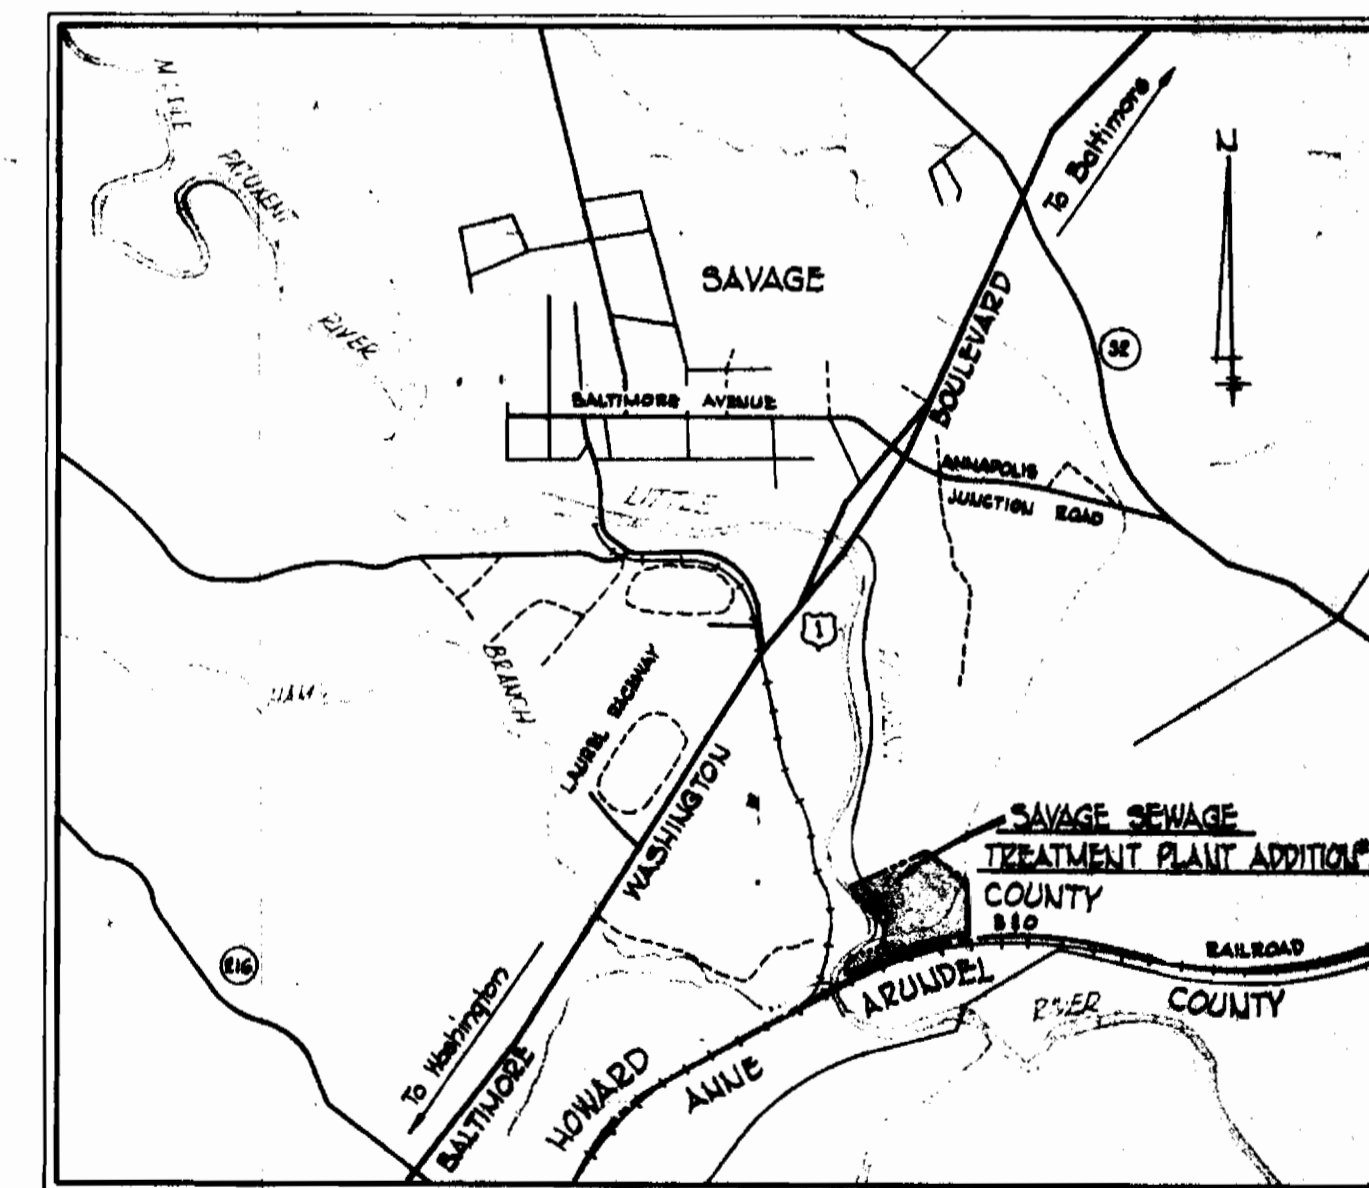 PATUXENT
RIVER
To Baltimore
N
SAVAGE
BOULEVARD
32
BALTIMORE AVENUE
ANNAPOLIS
JUNCTION ROAD
LITTLE
1
BRANCH
LAUREL RACEWAY
WASHINGTON
SAVAGE SEWAGE
TREATMENT PLANT ADDITION
COUNTY
B&O
RAILROAD
216
ARUNDEL
COUNTY
RIVER
To Washington
BALTIMORE
HOWARD
ANNE